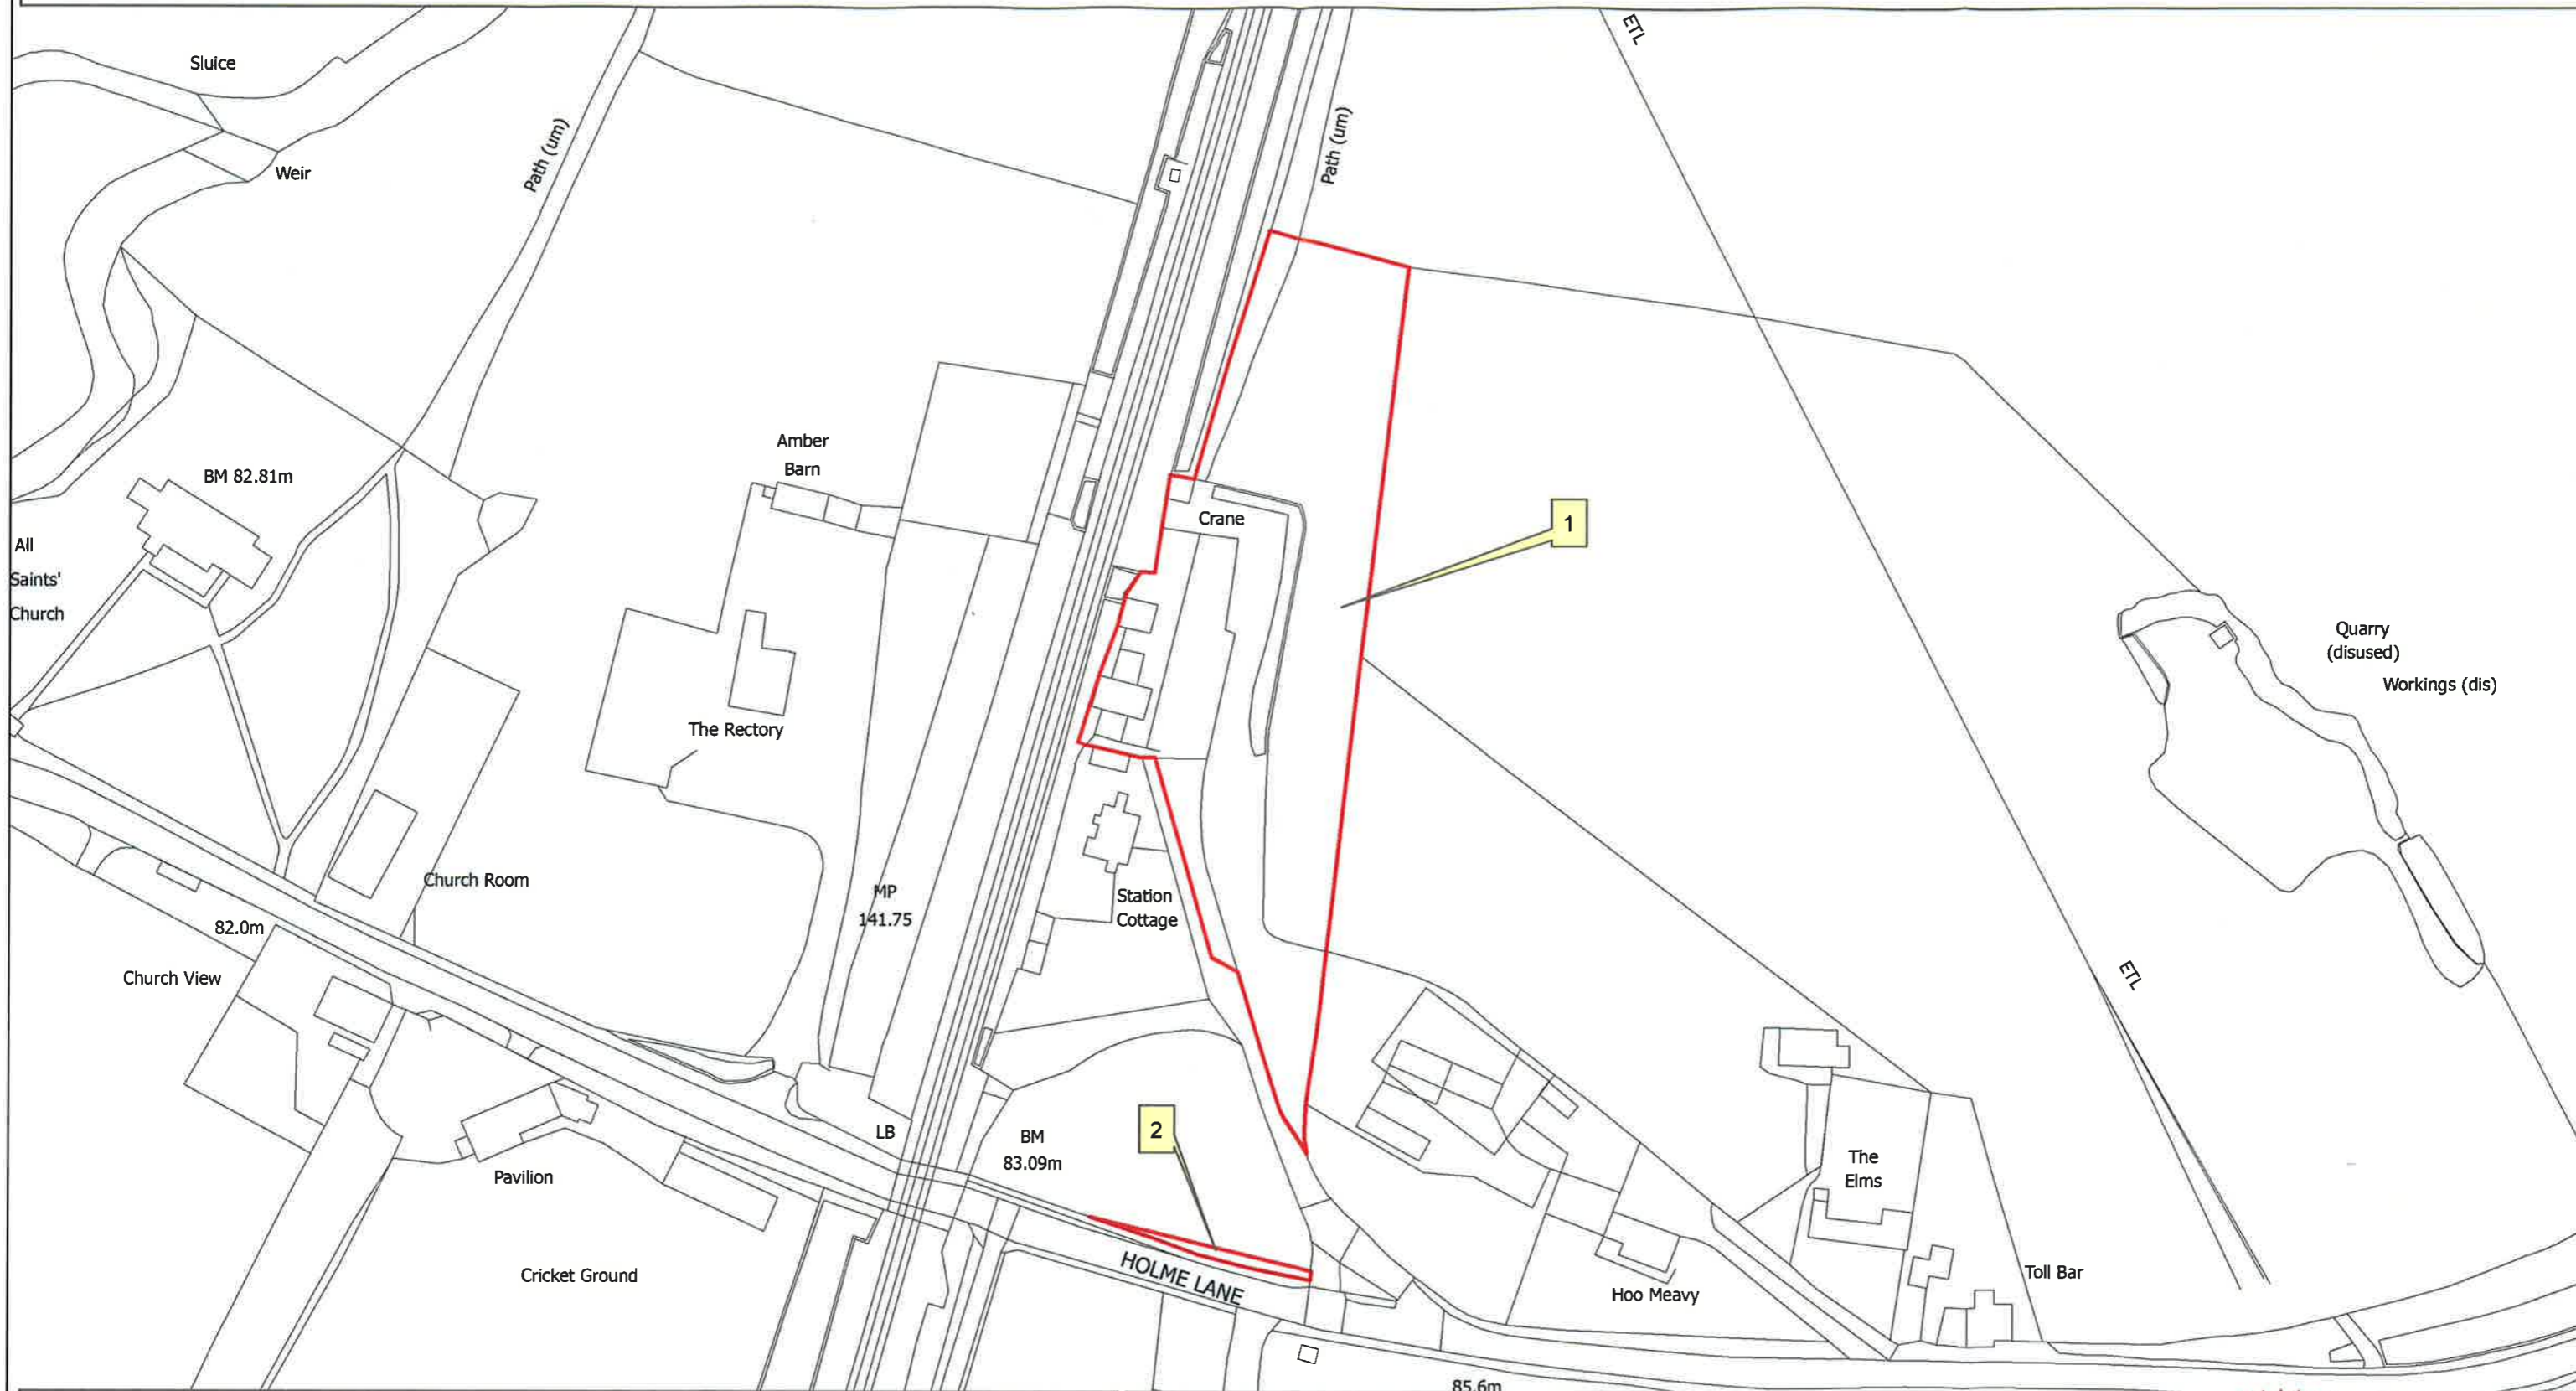 ETL
Sluice
Path (um)
Path (um)
Weir
Amber
Barn
BM 82.81m
Crane
1
All
Saints'
Church
Quarry
(disused)
Workings (dis)
The Rectory
Church Room
MP
141.75
Station
Cottage
82.0m
Church View
ETL
2
LB
BM
83.09m
Pavilion
The
Elms
Cricket Ground
HOLME LANE
Hoo Meavy
Toll Bar
85.6m